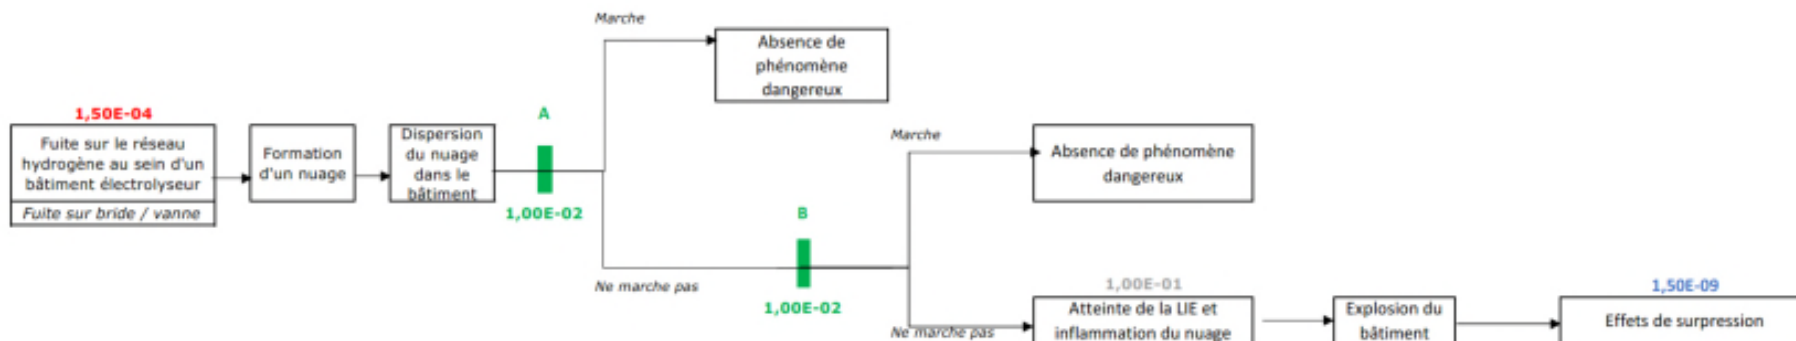 Marche
Absence de
phénomène
dangereux
1,50E-04
Fuite sur le réseau
hydrogène au sein d'un
bâtiment électrolyseur
Fuite sur bride / vanne
Formation
d'un nuage
Dispersion
du nuage
dans le
bâtiment
A
1,00E-02
Marche
Absence de phénomène
dangereux
Ne marche pas
B
1,00E-02
Ne marche pas
1,00E-01
Atteinte de la LIE et
inflammation du nuage
Explosion du
bâtiment
1,50E-09
Effets de surpression